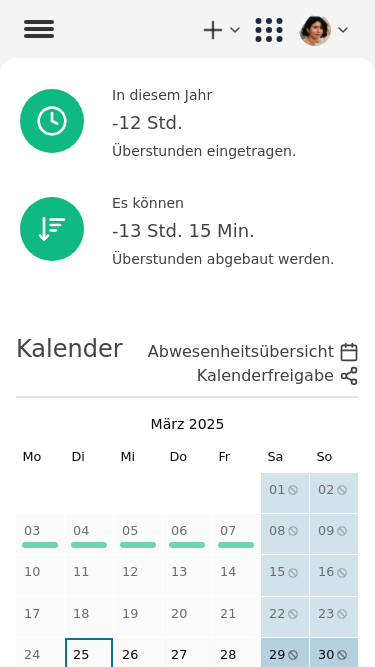 In diesem Jahr
-12 Std.
Überstunden eingetragen.
Es können
-13 Std. 15 Min.
Überstunden abgebaut werden.
Kalender
Abwesenheitsübersicht
Kalenderfreigabe
März 2025
Mo Di Mi Do Fr Sa So
01 02
03 04 05 06 07 08 09
10 11 12 13 14 15 16
17 18 19 20 21 22 23
24 25 26 27 28 29 30